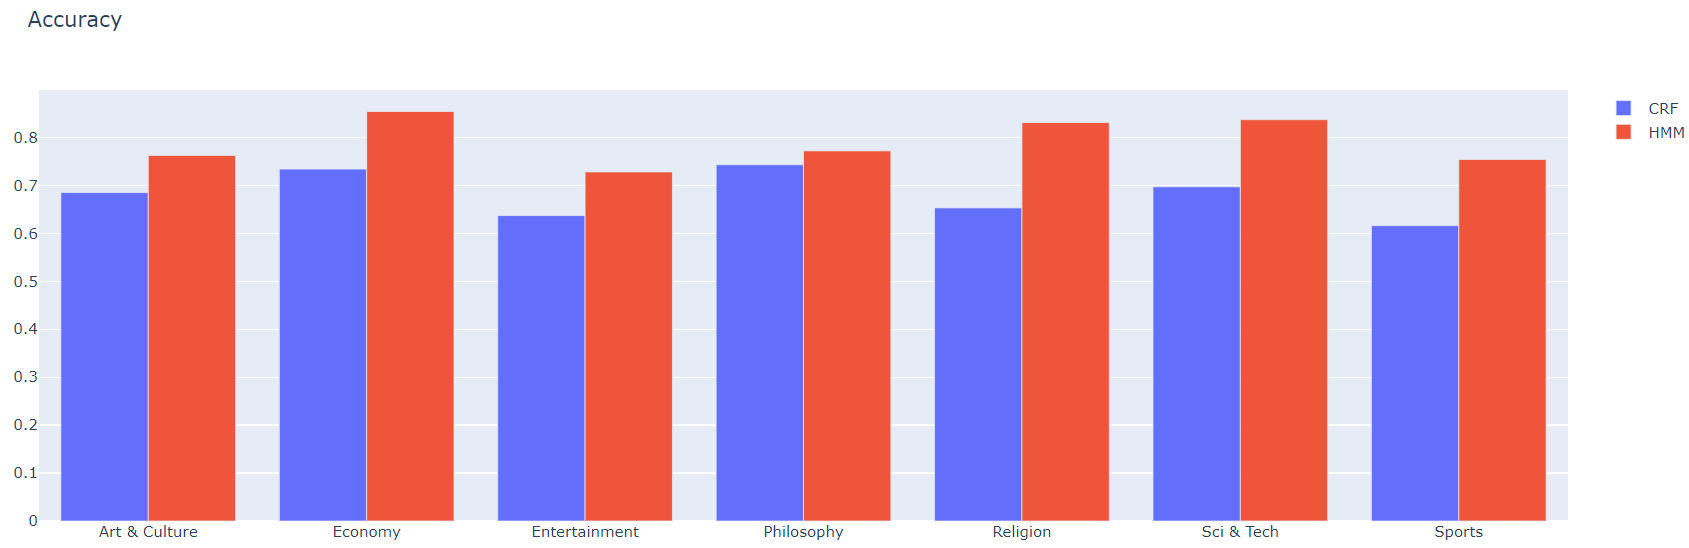 Accuracy
CRF
HMM
0.8
0.7
0.6
0.5
0.4
0.3
0.2
0.1
0
Art & Culture
Economy
Entertainment
Philosophy
Religion
Sci & Tech
Sports